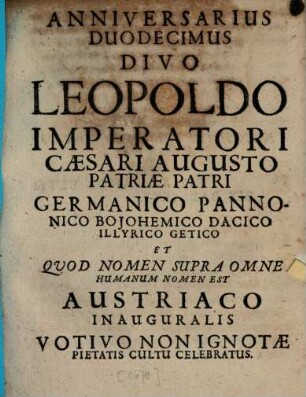 ANNIVERSARIUS
DUODECIMUS
DIVO
LEOPOLDO
IMPERATORI
CÆSARI AUGUSTO
PATRIÆ PATRI
GERMANICO PANNO-
NICO BOJOHEMICO DACICO
ILLYRICO GETICO
ET
QUOD NOMEN SUPRA OMNE
HUMANUM NOMEN EST
AUSTRIACO
INAUGURALIS
VOTIVO NON IGNOTÆ
PIETATIS CULTU CELEBRATUS.
[1670]